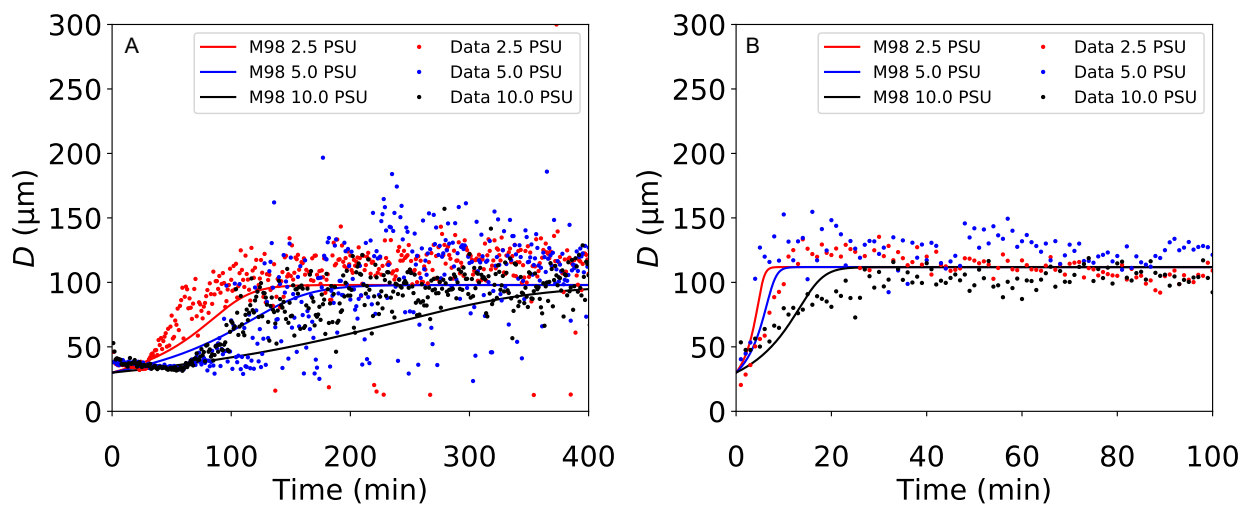 A
M98 2.5 PSU
M98 5.0 PSU
M98 10.0 PSU
Data 2.5 PSU
Data 5.0 PSU
Data 10.0 PSU
300
250
200
150
100
50
0
D (µm)
0 100 200 300 400
Time (min)
B
M98 2.5 PSU
M98 5.0 PSU
M98 10.0 PSU
Data 2.5 PSU
Data 5.0 PSU
Data 10.0 PSU
300
250
200
150
100
50
0
D (µm)
0 20 40 60 80 100
Time (min)